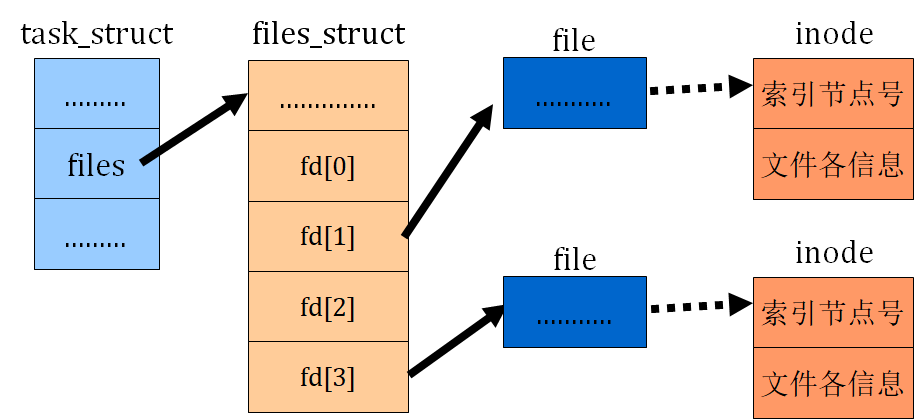 task_struct
.........
files
.........
files_struct
..............
fd[0]
fd[1]
fd[2]
fd[3]
file
...........
inode
索引节点号
文件各信息
file
...........
inode
索引节点号
文件各信息